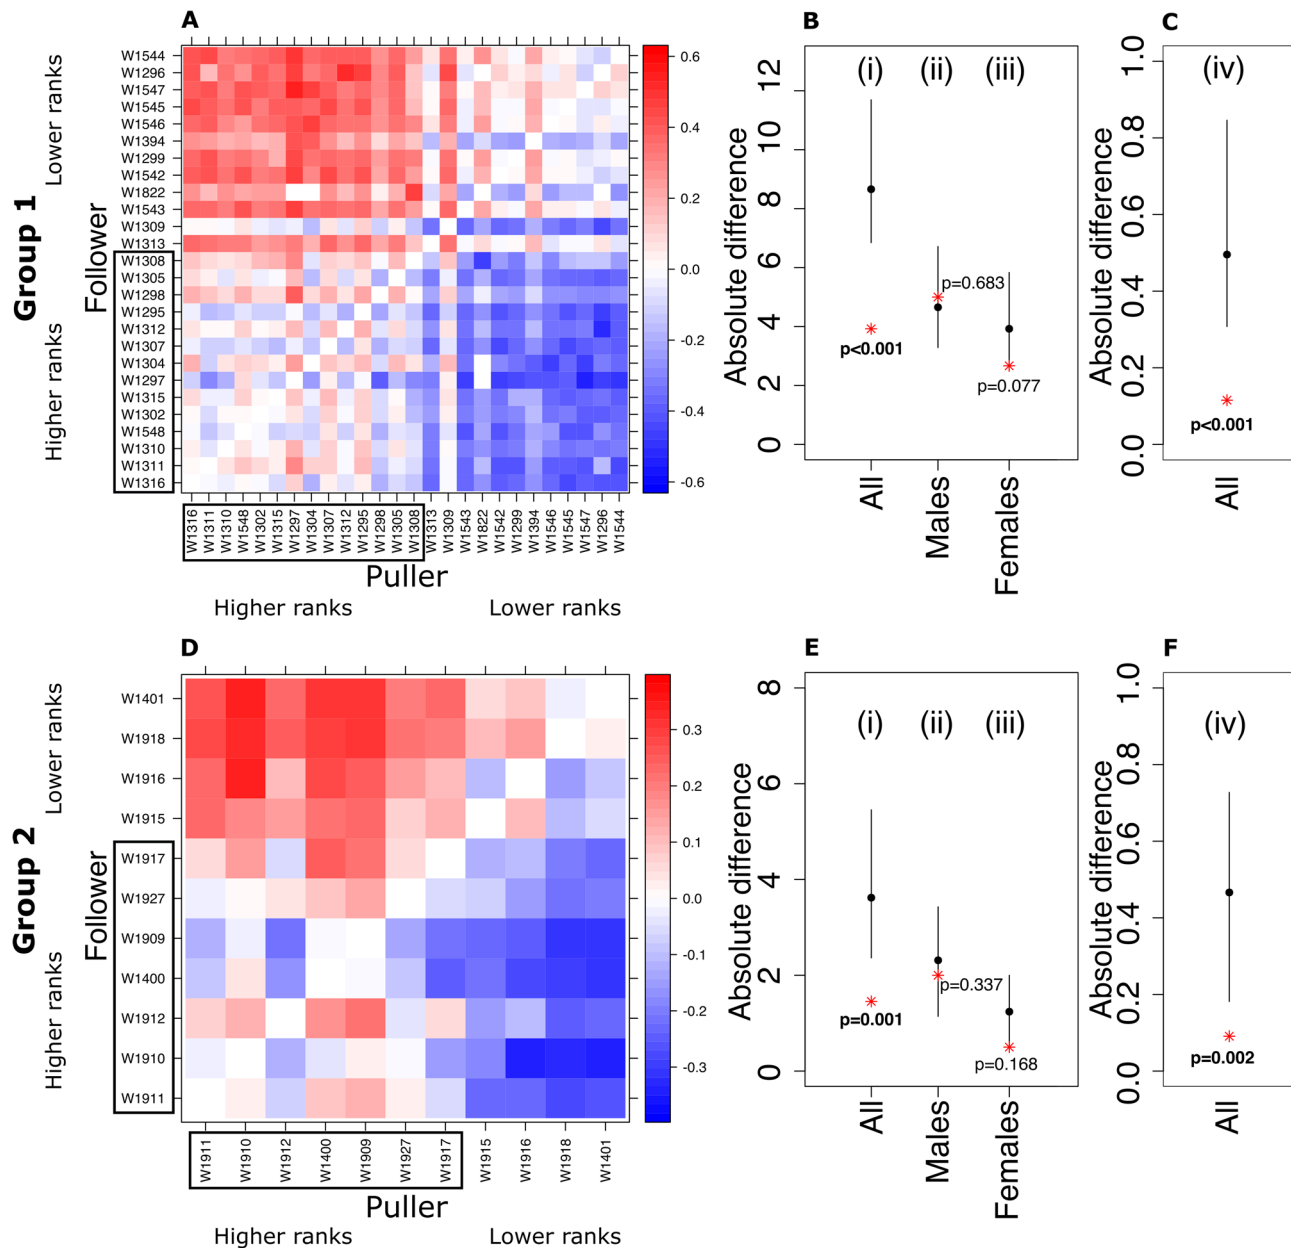 A
Group 1
Lower ranks
Follower
Higher ranks
W1544
W1296
W1547
W1545
W1546
W1394
W1299
W1542
W1822
W1543
W1309
W1313
W1308
W1305
W1298
W1295
W1312
W1307
W1304
W1297
W1315
W1302
W1548
W1310
W1311
W1316
W1316
W1311
W1310
W1548
W1302
W1315
W1297
W1304
W1307
W1312
W1295
W1298
W1305
W1308
W1313
W1309
W1543
W1822
W1542
W1299
W1394
W1546
W1545
W1547
W1296
W1544
Puller
Higher ranks
Lower ranks
0.6
0.4
0.2
0.0
-0.2
-0.4
-0.6
B
Absolute difference
12
10
8
6
4
2
0
(i)
(ii)
(iii)
p<0.001
p=0.683
p=0.077
All
Males
Females
C
Absolute difference
1.0
0.8
0.6
0.4
0.2
0.0
(iv)
p<0.001
All
D
Group 2
Lower ranks
Follower
Higher ranks
W1401
W1918
W1916
W1915
W1917
W1927
W1909
W1400
W1912
W1910
W1911
W1911
W1910
W1912
W1400
W1909
W1927
W1917
W1915
W1916
W1918
W1401
Puller
Higher ranks
Lower ranks
0.3
0.2
0.1
0.0
-0.1
-0.2
-0.3
E
Absolute difference
8
6
4
2
0
(i)
(ii)
(iii)
p=0.001
p=0.337
p=0.168
All
Males
Females
F
Absolute difference
1.0
0.8
0.6
0.4
0.2
0.0
(iv)
p=0.002
All